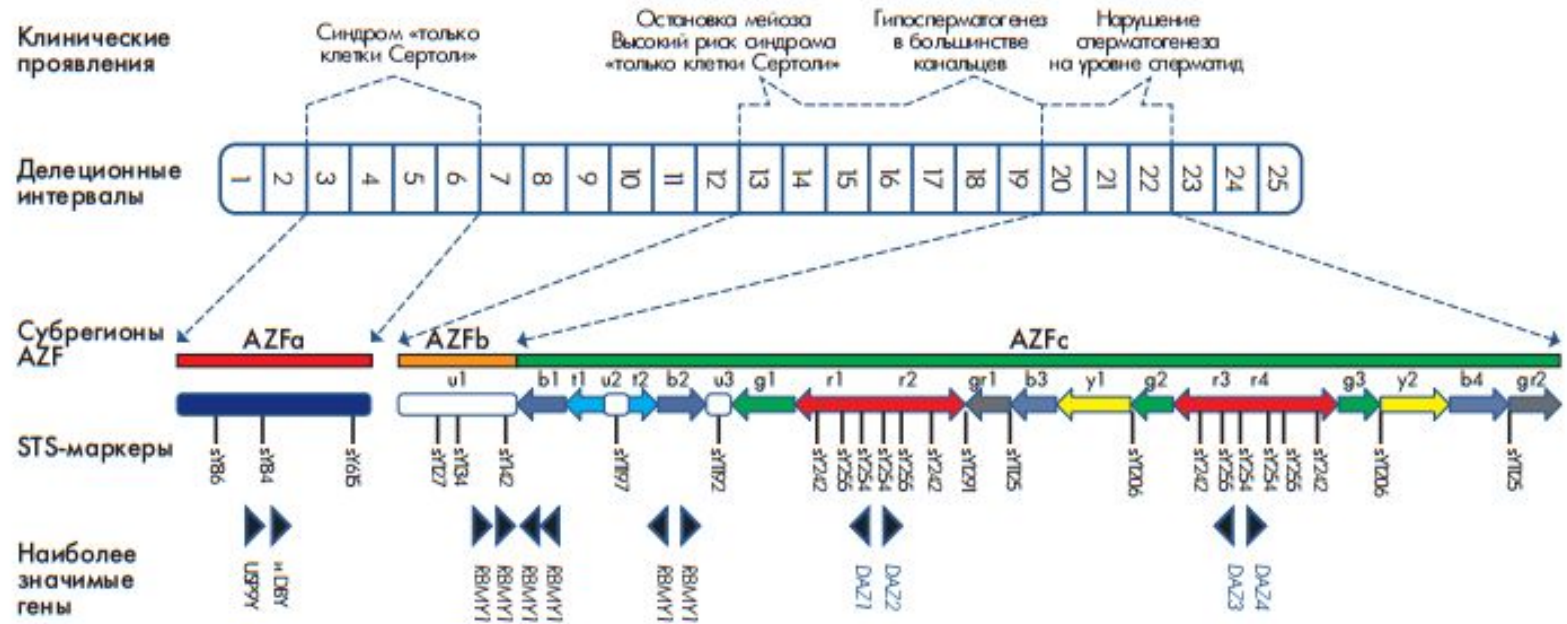 Клинические
проявления
Синдром «только
клетки Сертоли»
Остановка мейоза
Высокий риск синдрома
«только клетки Сертоли»
Гипосперматогенез
в большинстве
канальцев
Нарушение
сперматогенеза
на уровне сперматид
Делеционные
интервалы
1 2 3 4 5 6 7 8 9 10 11 12 13 14 15 16 17 18 19 20 21 22 23 24 25
Субрегионы
AZF
AZFa AZFb AZFc
u1 b1 t1 u2 t2 b2 u3 g1 r1 r2 gr1 b3 y1 g2 r3 r4 g3 y2 b4 gr2
STS-маркеры
sY86 sY84 sY615 sY127 sY134 sY142 sY1197 sY1192 sY242 sY255 sY254 sY254 sY255 sY242 sY1291 sY1125 sY1206 sY242 sY255 sY254 sY254 sY255 sY242 sY1206 sY1125
Наиболее
значимые
гены
USP9Y и DBY RBMY1 RBMY1 RBMY1 RBMY1 RBMY1 RBMY1 DAZ1 DAZ2 DAZ3 DAZ4